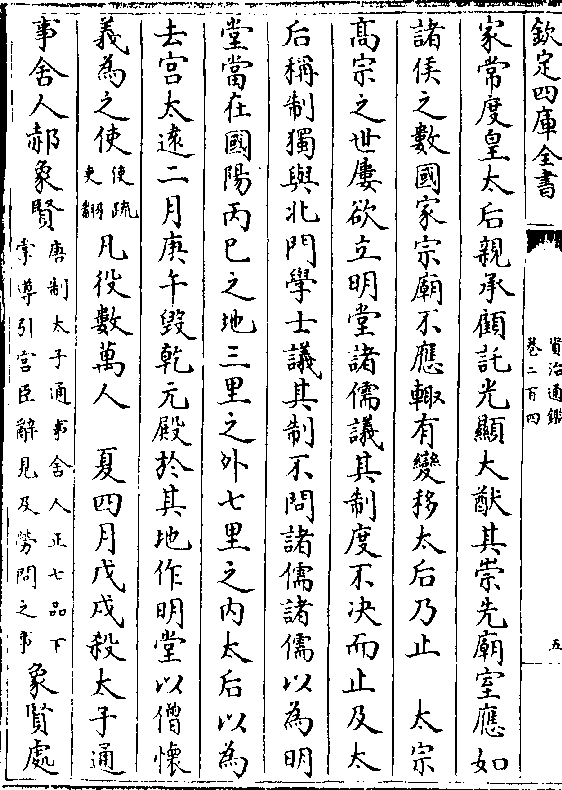 欽定四庫全書
資治通鑑
卷二百四
五
家常度皇太后親承顧託光顯大猷其崇先廟室應如
諸侯之數國家宗廟不應輙有變移太后乃止　太宗
髙宗之世屢欲立明堂諸儒議其制度不决而止及太
后稱制獨與北門學士議其制不問諸儒諸儒以為明
堂當在國陽丙巳之地三里之外七里之内太后以為
去宫太遠二月庚午毀乾元殿於其地作明堂以僧懷
義為之使使疏吏翻凡役數萬人　夏四月戊戌殺太子通
事舍人郝象賢唐制太子通事舍人正七品下掌導引宫臣辭見及勞問之事象賢處